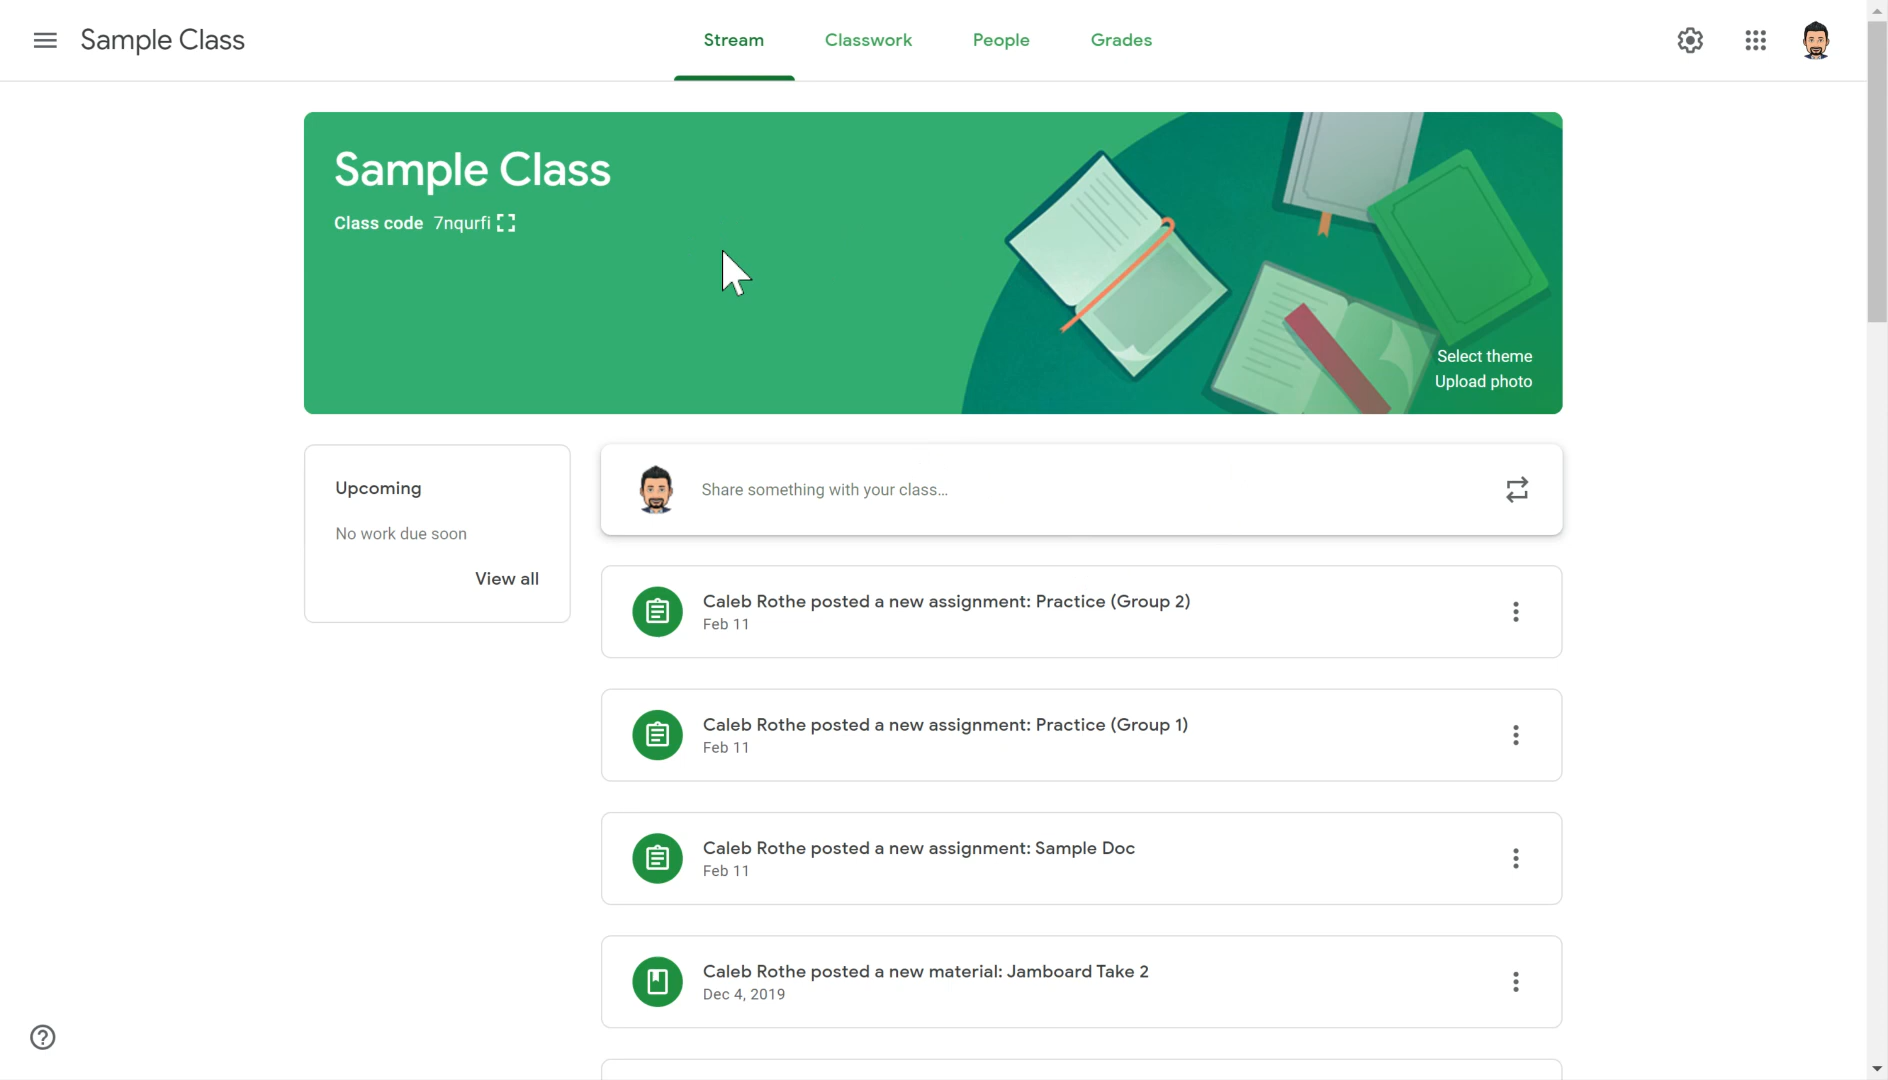 Sample Class
Stream
Classwork
People
Grades
Sample Class
Class code 7nqurfi
Select theme
Upload photo
Upcoming
No work due soon
View all
Share something with your class...
Caleb Rothe posted a new assignment: Practice (Group 2)
Feb 11
Caleb Rothe posted a new assignment: Practice (Group 1)
Feb 11
Caleb Rothe posted a new assignment: Sample Doc
Feb 11
Caleb Rothe posted a new material: Jamboard Take 2
Dec 4, 2019